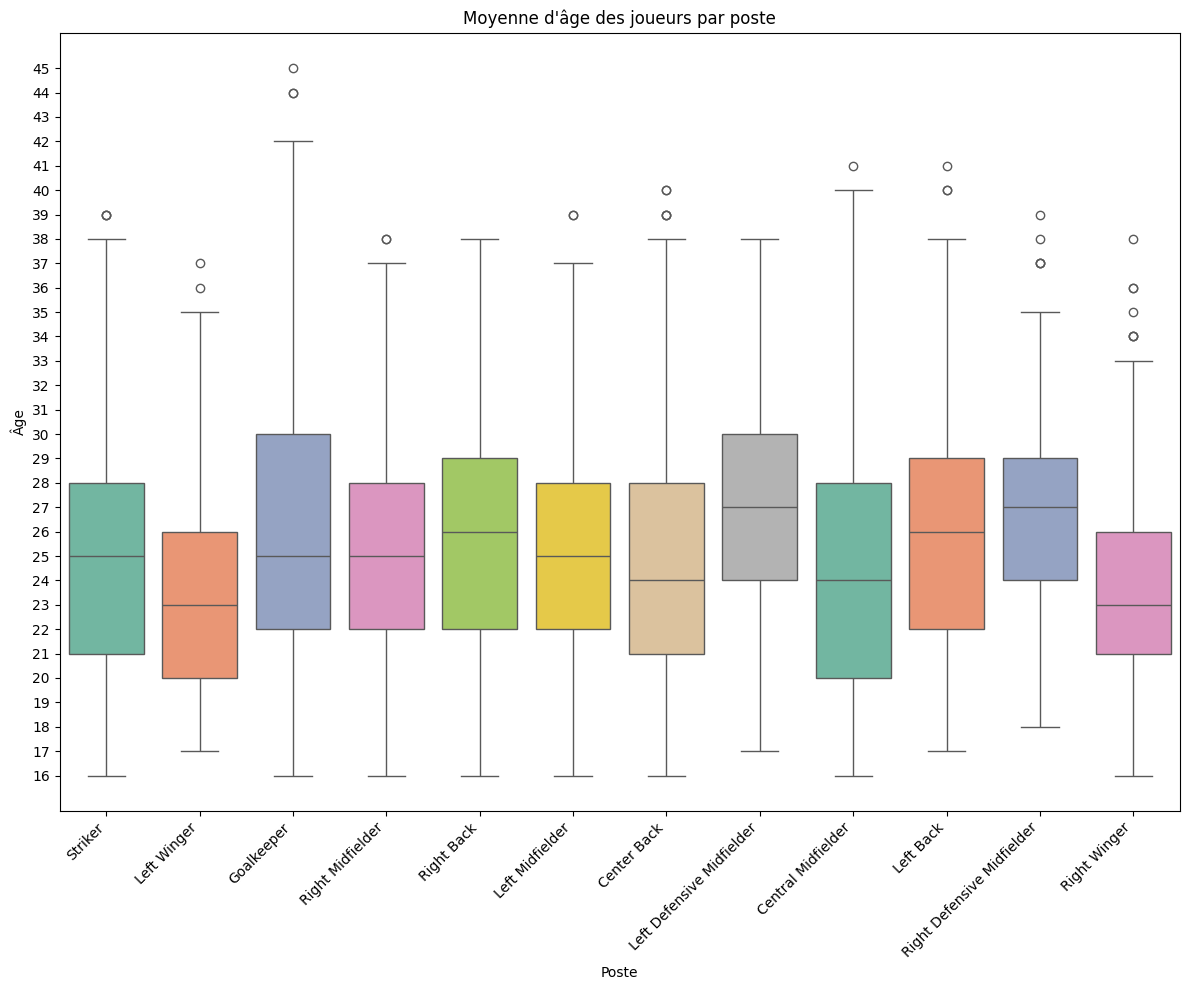 Moyenne d'âge des joueurs par poste
Âge
45
44
43
42
41
40
39
38
37
36
35
34
33
32
31
30
29
28
27
26
25
24
23
22
21
20
19
18
17
16
Striker
Left Winger
Goalkeeper
Right Midfielder
Right Back
Left Midfielder
Center Back
Left Defensive Midfielder
Central Midfielder
Left Back
Right Defensive Midfielder
Right Winger
Poste